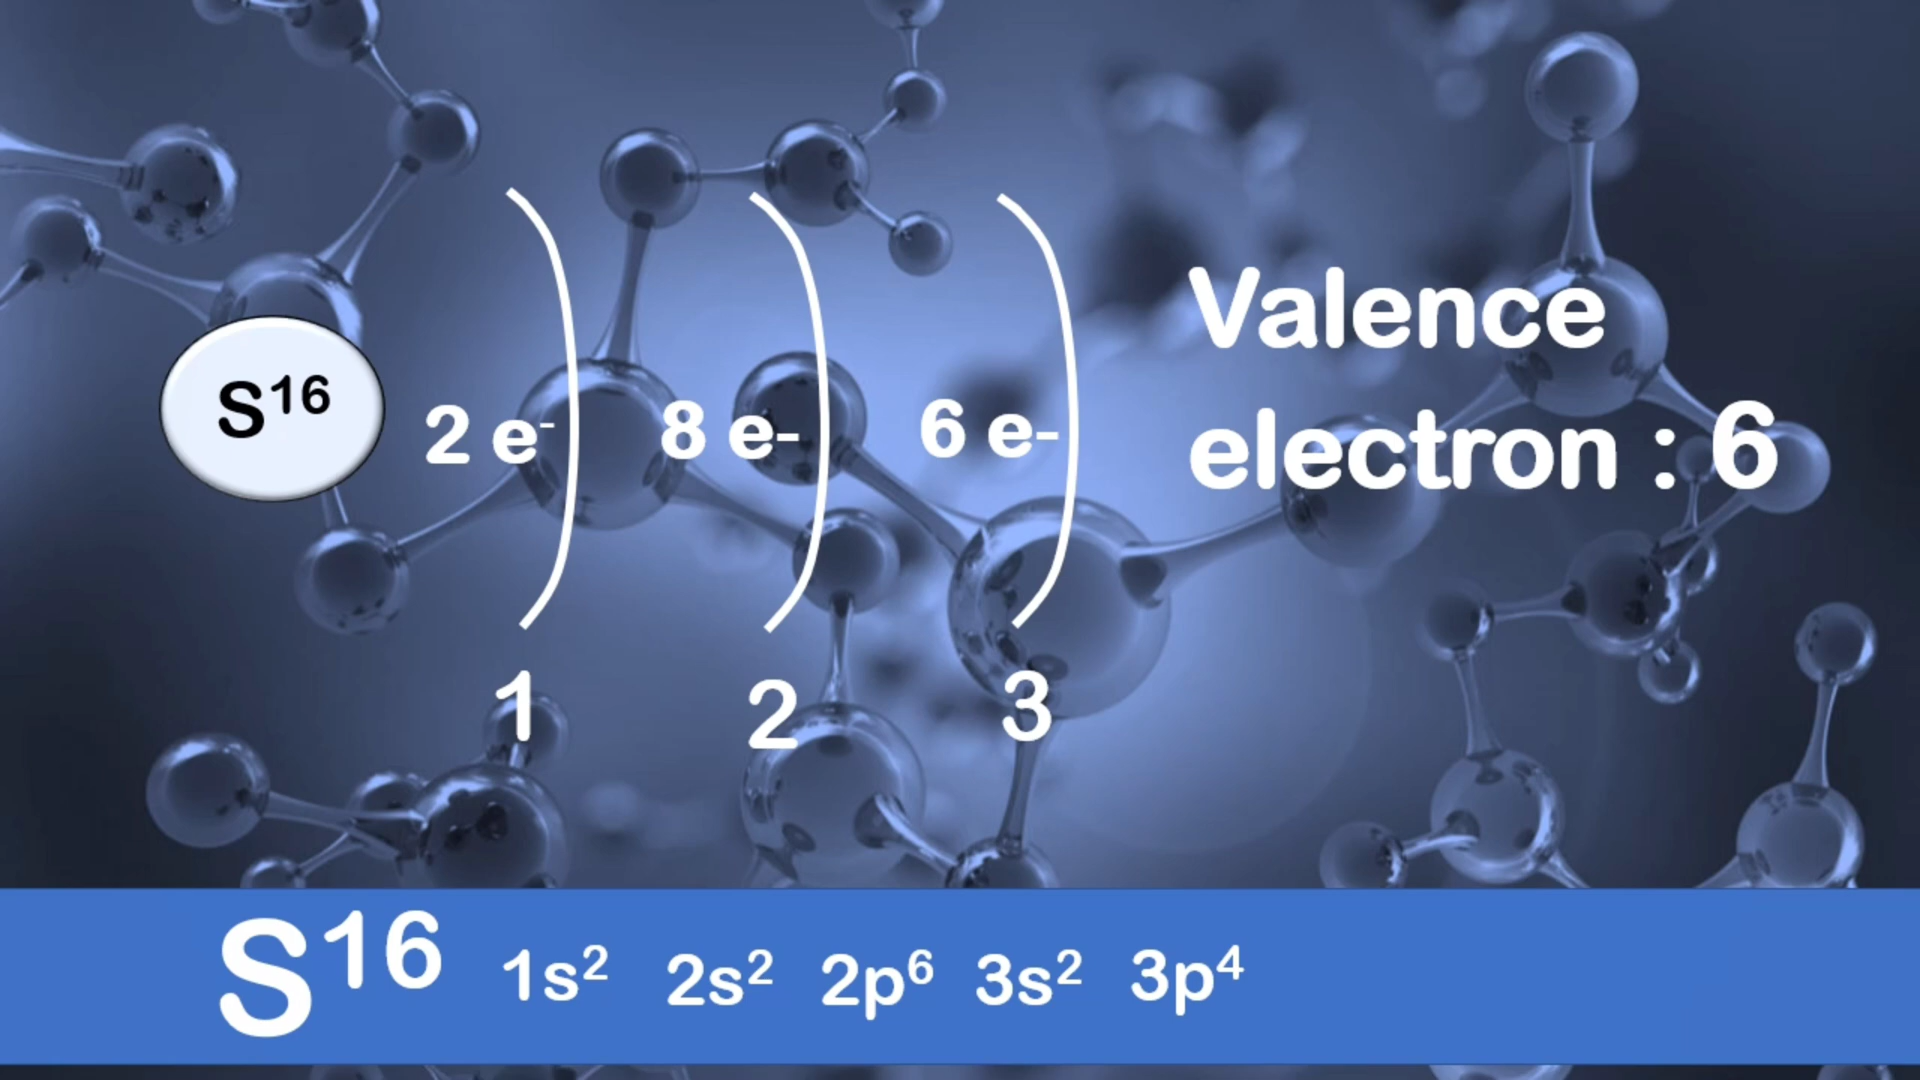 S¹⁶ 2 e⁻ 8 e- 6 e-
Valence
electron : 6
1 2 3
S¹⁶ 1s² 2s² 2p⁶ 3s² 3p⁴